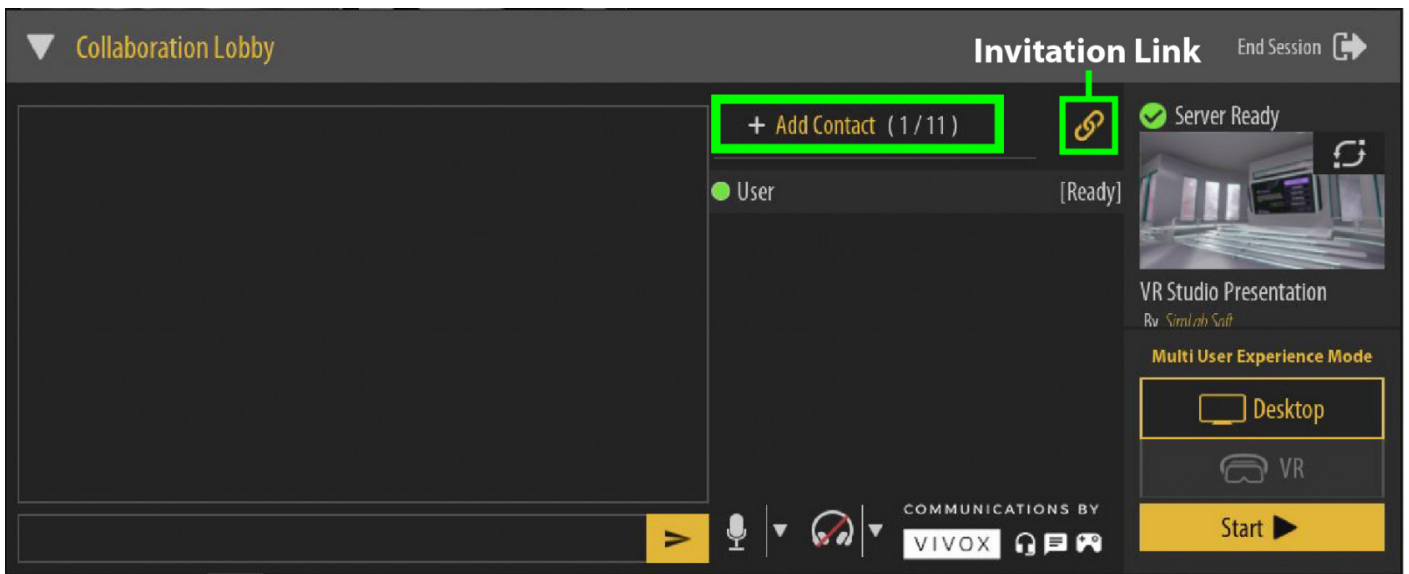 Collaboration Lobby
Invitation Link
End Session
+ Add Contact (1/11)
Server Ready
User
[Ready]
VR Studio Presentation
By SimLab Soft
Multi User Experience Mode
Desktop
VR
Start
COMMUNICATIONS BY
VIVOX